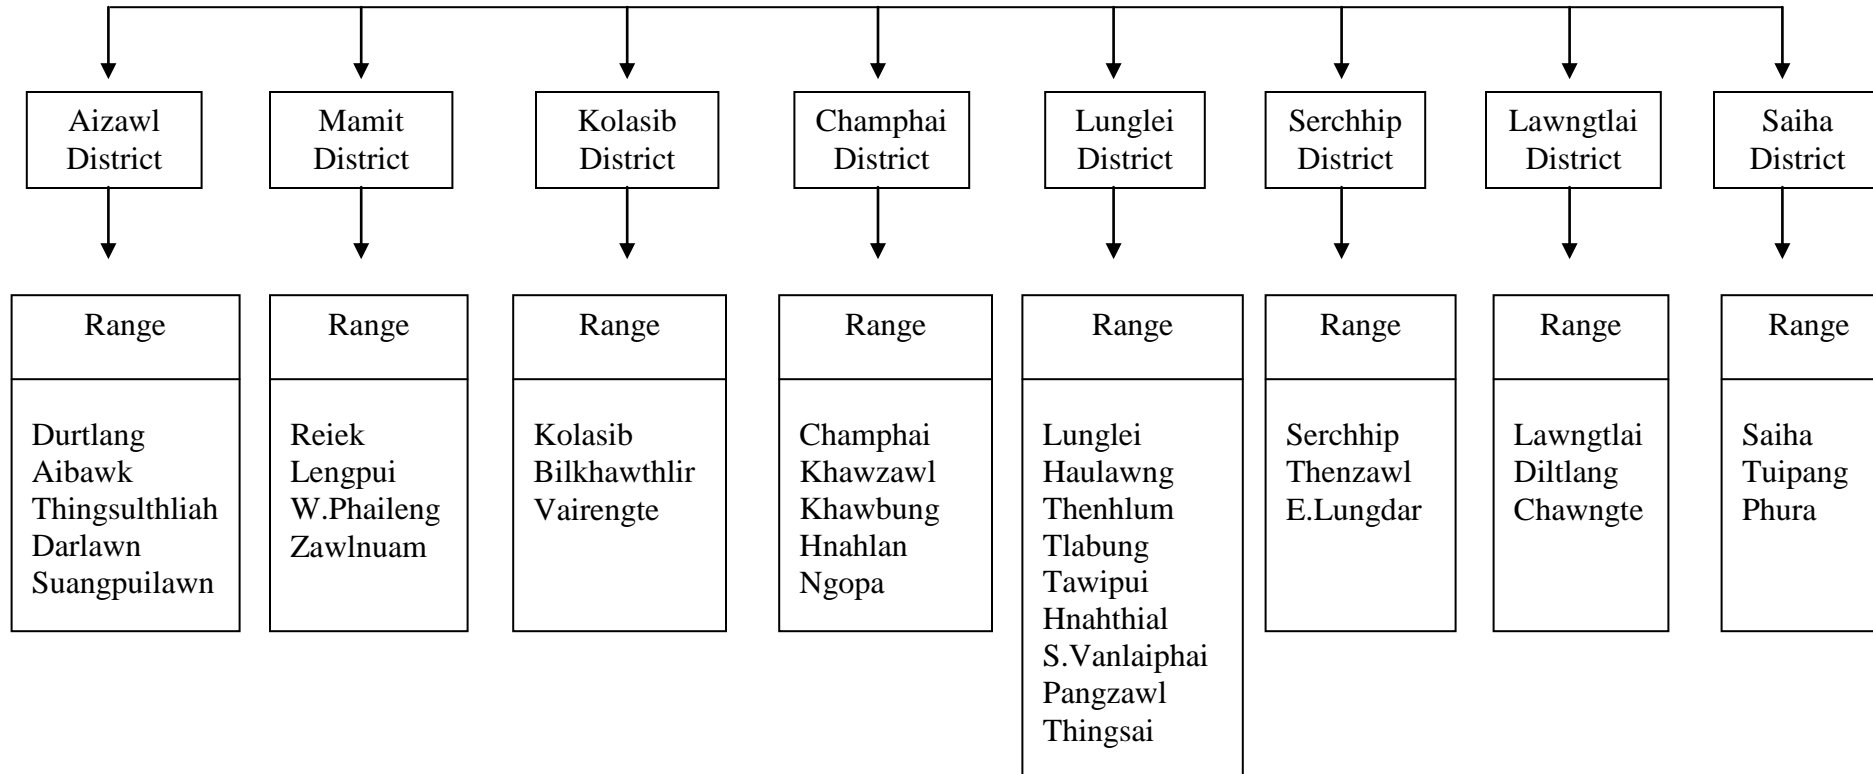 Aizawl
District
Mamit
District
Kolasib
District
Champhai
District
Lunglei
District
Serchhip
District
Lawngtlai
District
Saiha
District
Range
Durtlang
Aibawk
Thingsulthliah
Darlawn
Suangpuilawn
Range
Reiek
Lengpui
W.Phaileng
Zawlnuam
Range
Kolasib
Bilkhawthlir
Vairengte
Range
Champhai
Khawzawl
Khawbung
Hnahlan
Ngopa
Range
Lunglei
Haulawng
Thenhlum
Tlabung
Tawipui
Hnahthial
S.Vanlaiphai
Pangzawl
Thingsai
Range
Serchhip
Thenzawl
E.Lungdar
Range
Lawngtlai
Diltlang
Chawngte
Range
Saiha
Tuipang
Phura